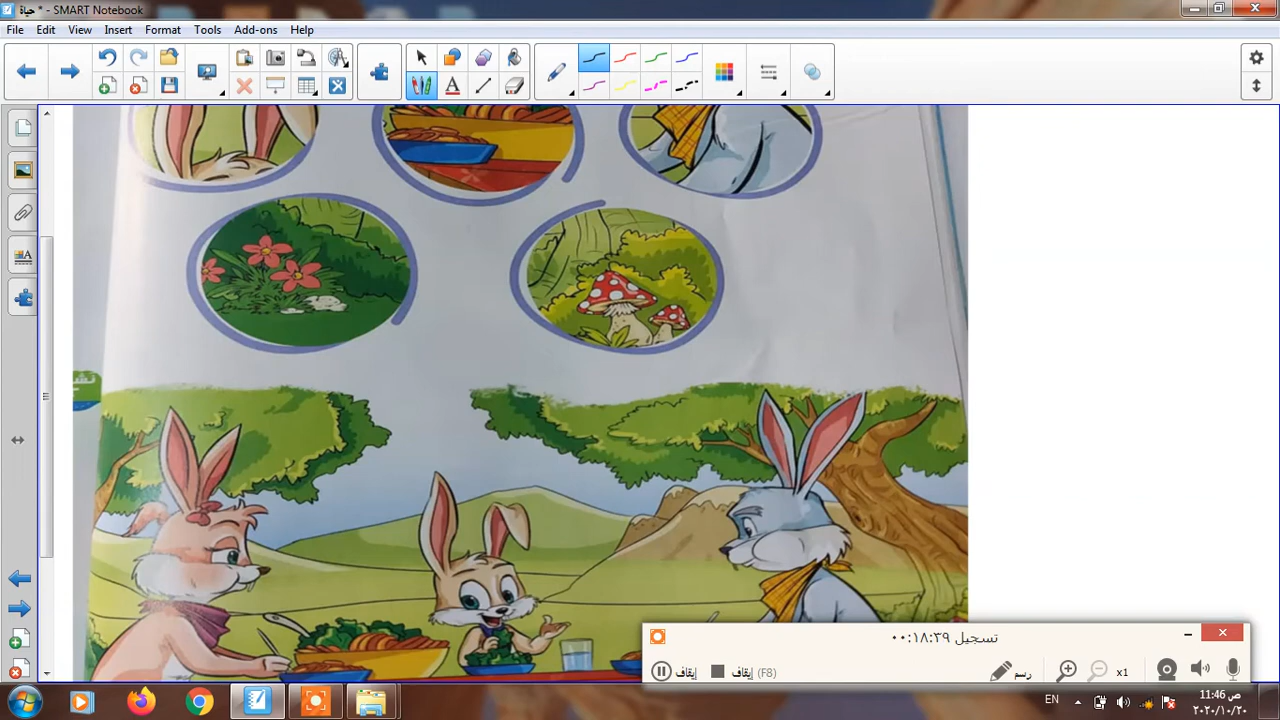 حياة * - SMART Notebook
File Edit View Insert Format Tools Add-ons Help
تسجيل ٠٠:١٨:٣٩
إيقاف إيقاف (F8) رسم x1
EN ص 11:46
٢٠٢٠/١٠/٢٠